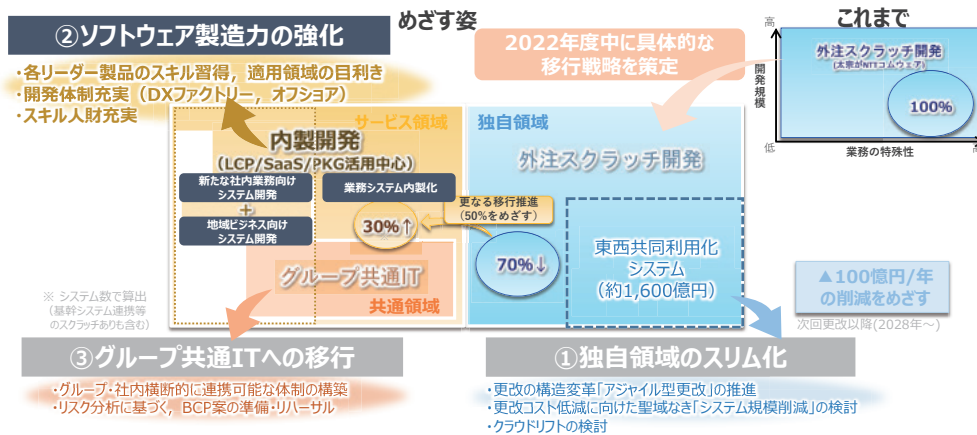 めざす姿
これまで
②ソフトウェア製造力の強化
・各リーダー製品のスキル習得，適用領域の目利き
・開発体制充実（DXファクトリー，オフショア）
・スキル人財充実
2022年度中に具体的な
移行戦略を策定
高
開発規模
低
外注スクラッチ開発
(太宗がNTTコムウェア)
100%
業務の特殊性
高
サービス領域
内製開発
（LCP/SaaS/PKG活用中心）
新たな社内業務向け
システム開発
+
地域ビジネス向け
システム開発
業務システム内製化
30%↑
更なる移行推進
（50%をめざす）
グループ共通IT
共通領域
独自領域
外注スクラッチ開発
70%↓
東西共同利用化
システム
（約1,600億円）
▲100億円/年
の削減をめざす
次回更改以降(2028年～)
※ システム数で算出
（基幹システム連携等
のスクラッチありも含む）
③グループ共通ITへの移行
・グループ・社内横断的に連携可能な体制の構築
・リスク分析に基づく，BCP案の準備・リハーサル
①独自領域のスリム化
・更改の構造変革「アジャイル型更改」の推進
・更改コスト低減に向けた聖域なき「システム規模削減」の検討
・クラウドリフトの検討